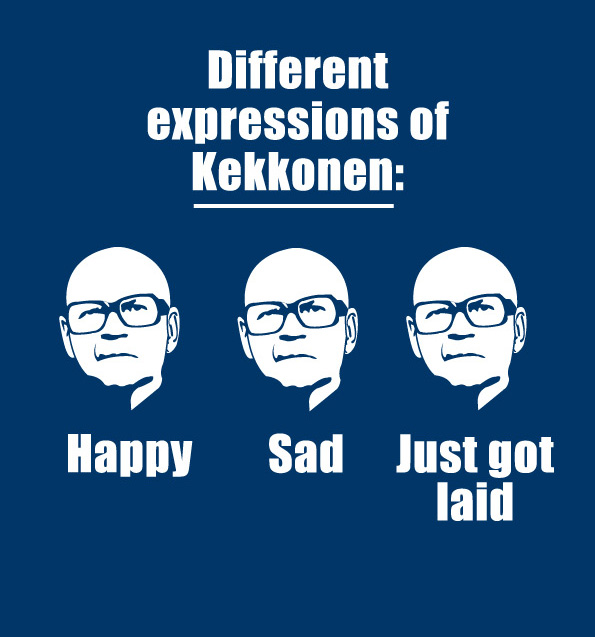 Different
expressions of
Kekkonen:
Happy
Sad
Just got
laid